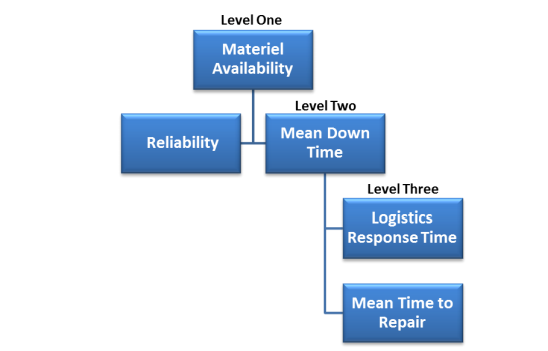 Level One
Materiel
Availability
Level Two
Reliability
Mean Down
Time
Level Three
Logistics
Response Time
Mean Time to
Repair